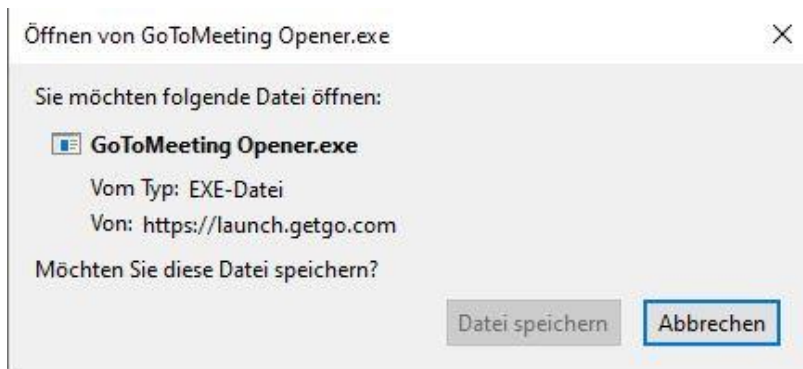 Öffnen von GoToMeeting Opener.exe
Sie möchten folgende Datei öffnen:
GoToMeeting Opener.exe
Vom Typ: EXE-Datei
Von: https://launch.getgo.com
Möchten Sie diese Datei speichern?
Datei speichern Abbrechen